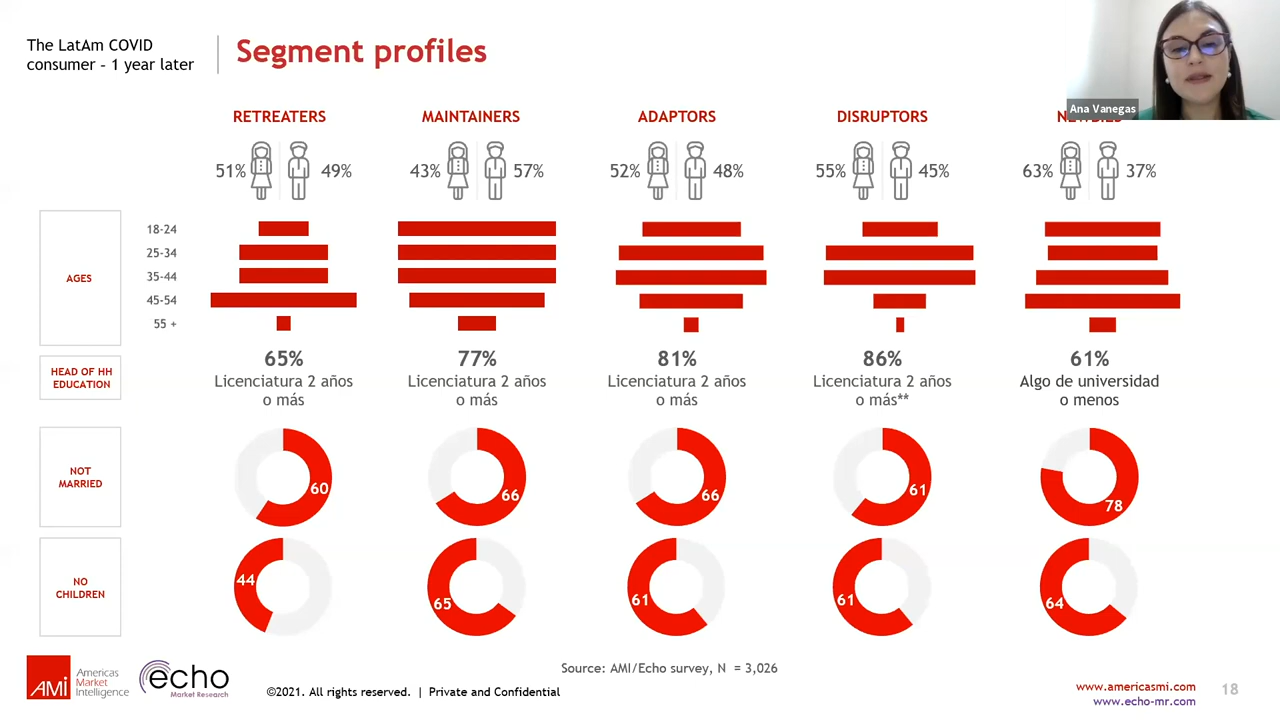 The LatAm COVID
consumer - 1 year later
Segment profiles
Ana Vanegas
RETREATERS
MAINTAINERS
ADAPTORS
DISRUPTORS
51%
49%
43%
57%
52%
48%
55%
45%
63%
37%
AGES
18-24
25-34
35-44
45-54
55 +
HEAD OF HH
EDUCATION
65%
Licenciatura 2 años
o más
77%
Licenciatura 2 años
o más
81%
Licenciatura 2 años
o más
86%
Licenciatura 2 años
o más**
61%
Algo de universidad
o menos
NOT
MARRIED
60
66
66
61
78
NO
CHILDREN
44
65
61
61
64
Source: AMI/Echo survey, N = 3,026
AMI
Americas
Market
Intelligence
echo
Market Research
©2021. All rights reserved. | Private and Confidential
www.americasmi.com
www.echo-mr.com
18